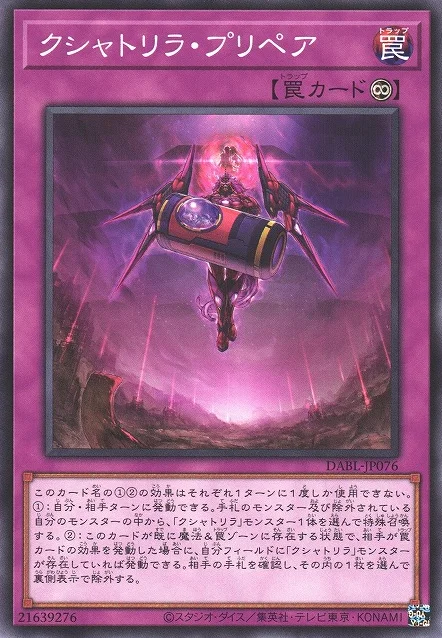 クシャトリラ・プリペア
トラップ
罠
トラップ
【罠カード∞】
DABL-JP076
このカード名の①②の効果はそれぞれ1ターンに1度しか使用できない。
①:自分・相手ターンに発動できる。手札のモンスター及び除外されている
自分のモンスターの中から、「クシャトリラ」モンスター1体を選んで特殊召喚
する。②:このカードが既に魔法&罠ゾーンに存在する状態で、相手が罠
カードの効果を発動した場合に、自分フィールドに「クシャトリラ」モンスター
が存在していれば発動できる。相手の手札を確認し、その内の1枚を選んで
裏側表示で除外する。
21639276
©スタジオ・ダイス/集英社・テレビ東京・KONAMI